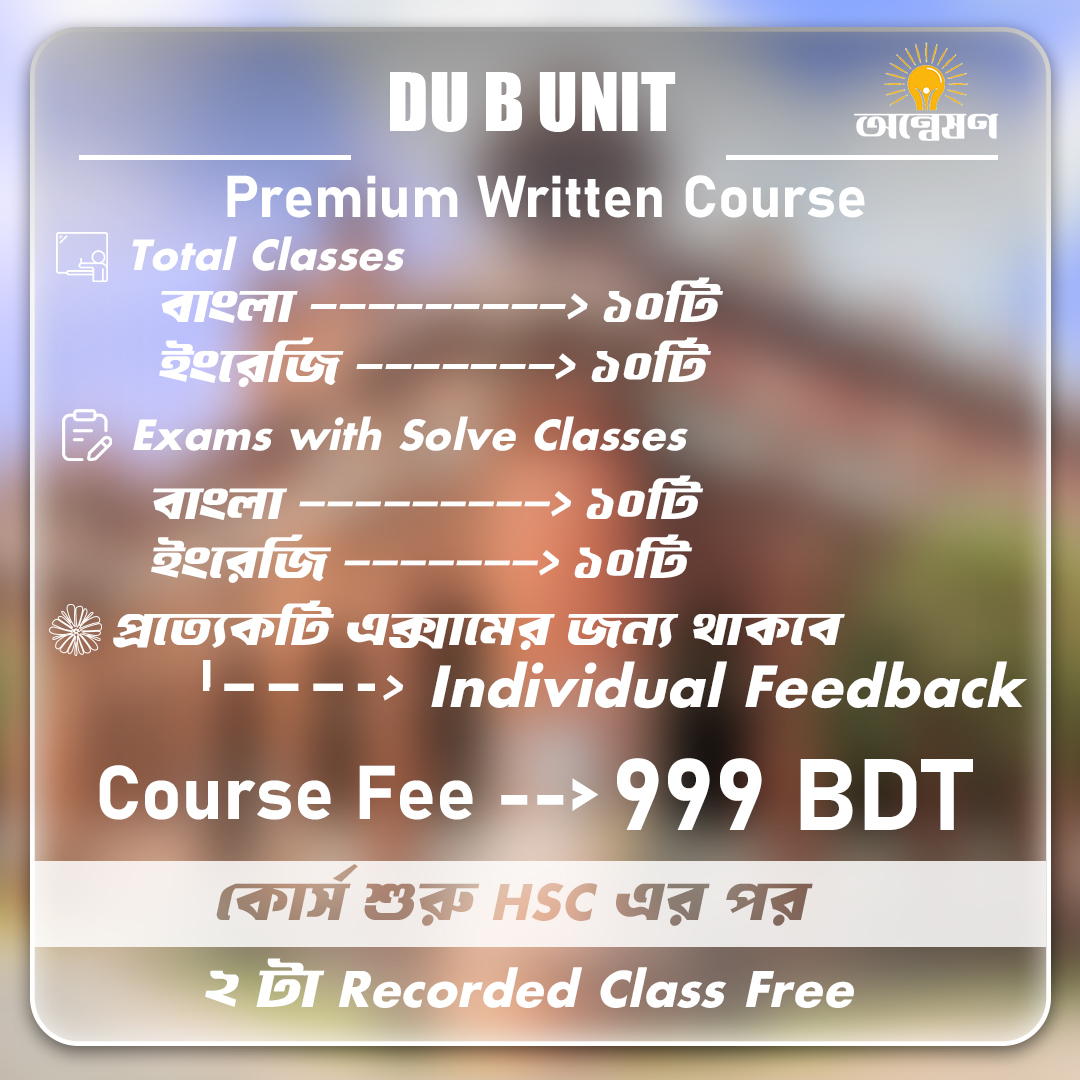 DU B UNIT
অন্বেষণ
Premium Written Course
Total Classes
বাংলা ---------> ১০টি
ইংরেজি -------> ১০টি
Exams with Solve Classes
বাংলা ---------> ১০টি
ইংরেজি -------> ১০টি
প্রত্যেকটি এক্সামের জন্য থাকবে
----> Individual Feedback
Course Fee --> 999 BDT
কোর্স শুরু HSC এর পর
২ টা Recorded Class Free